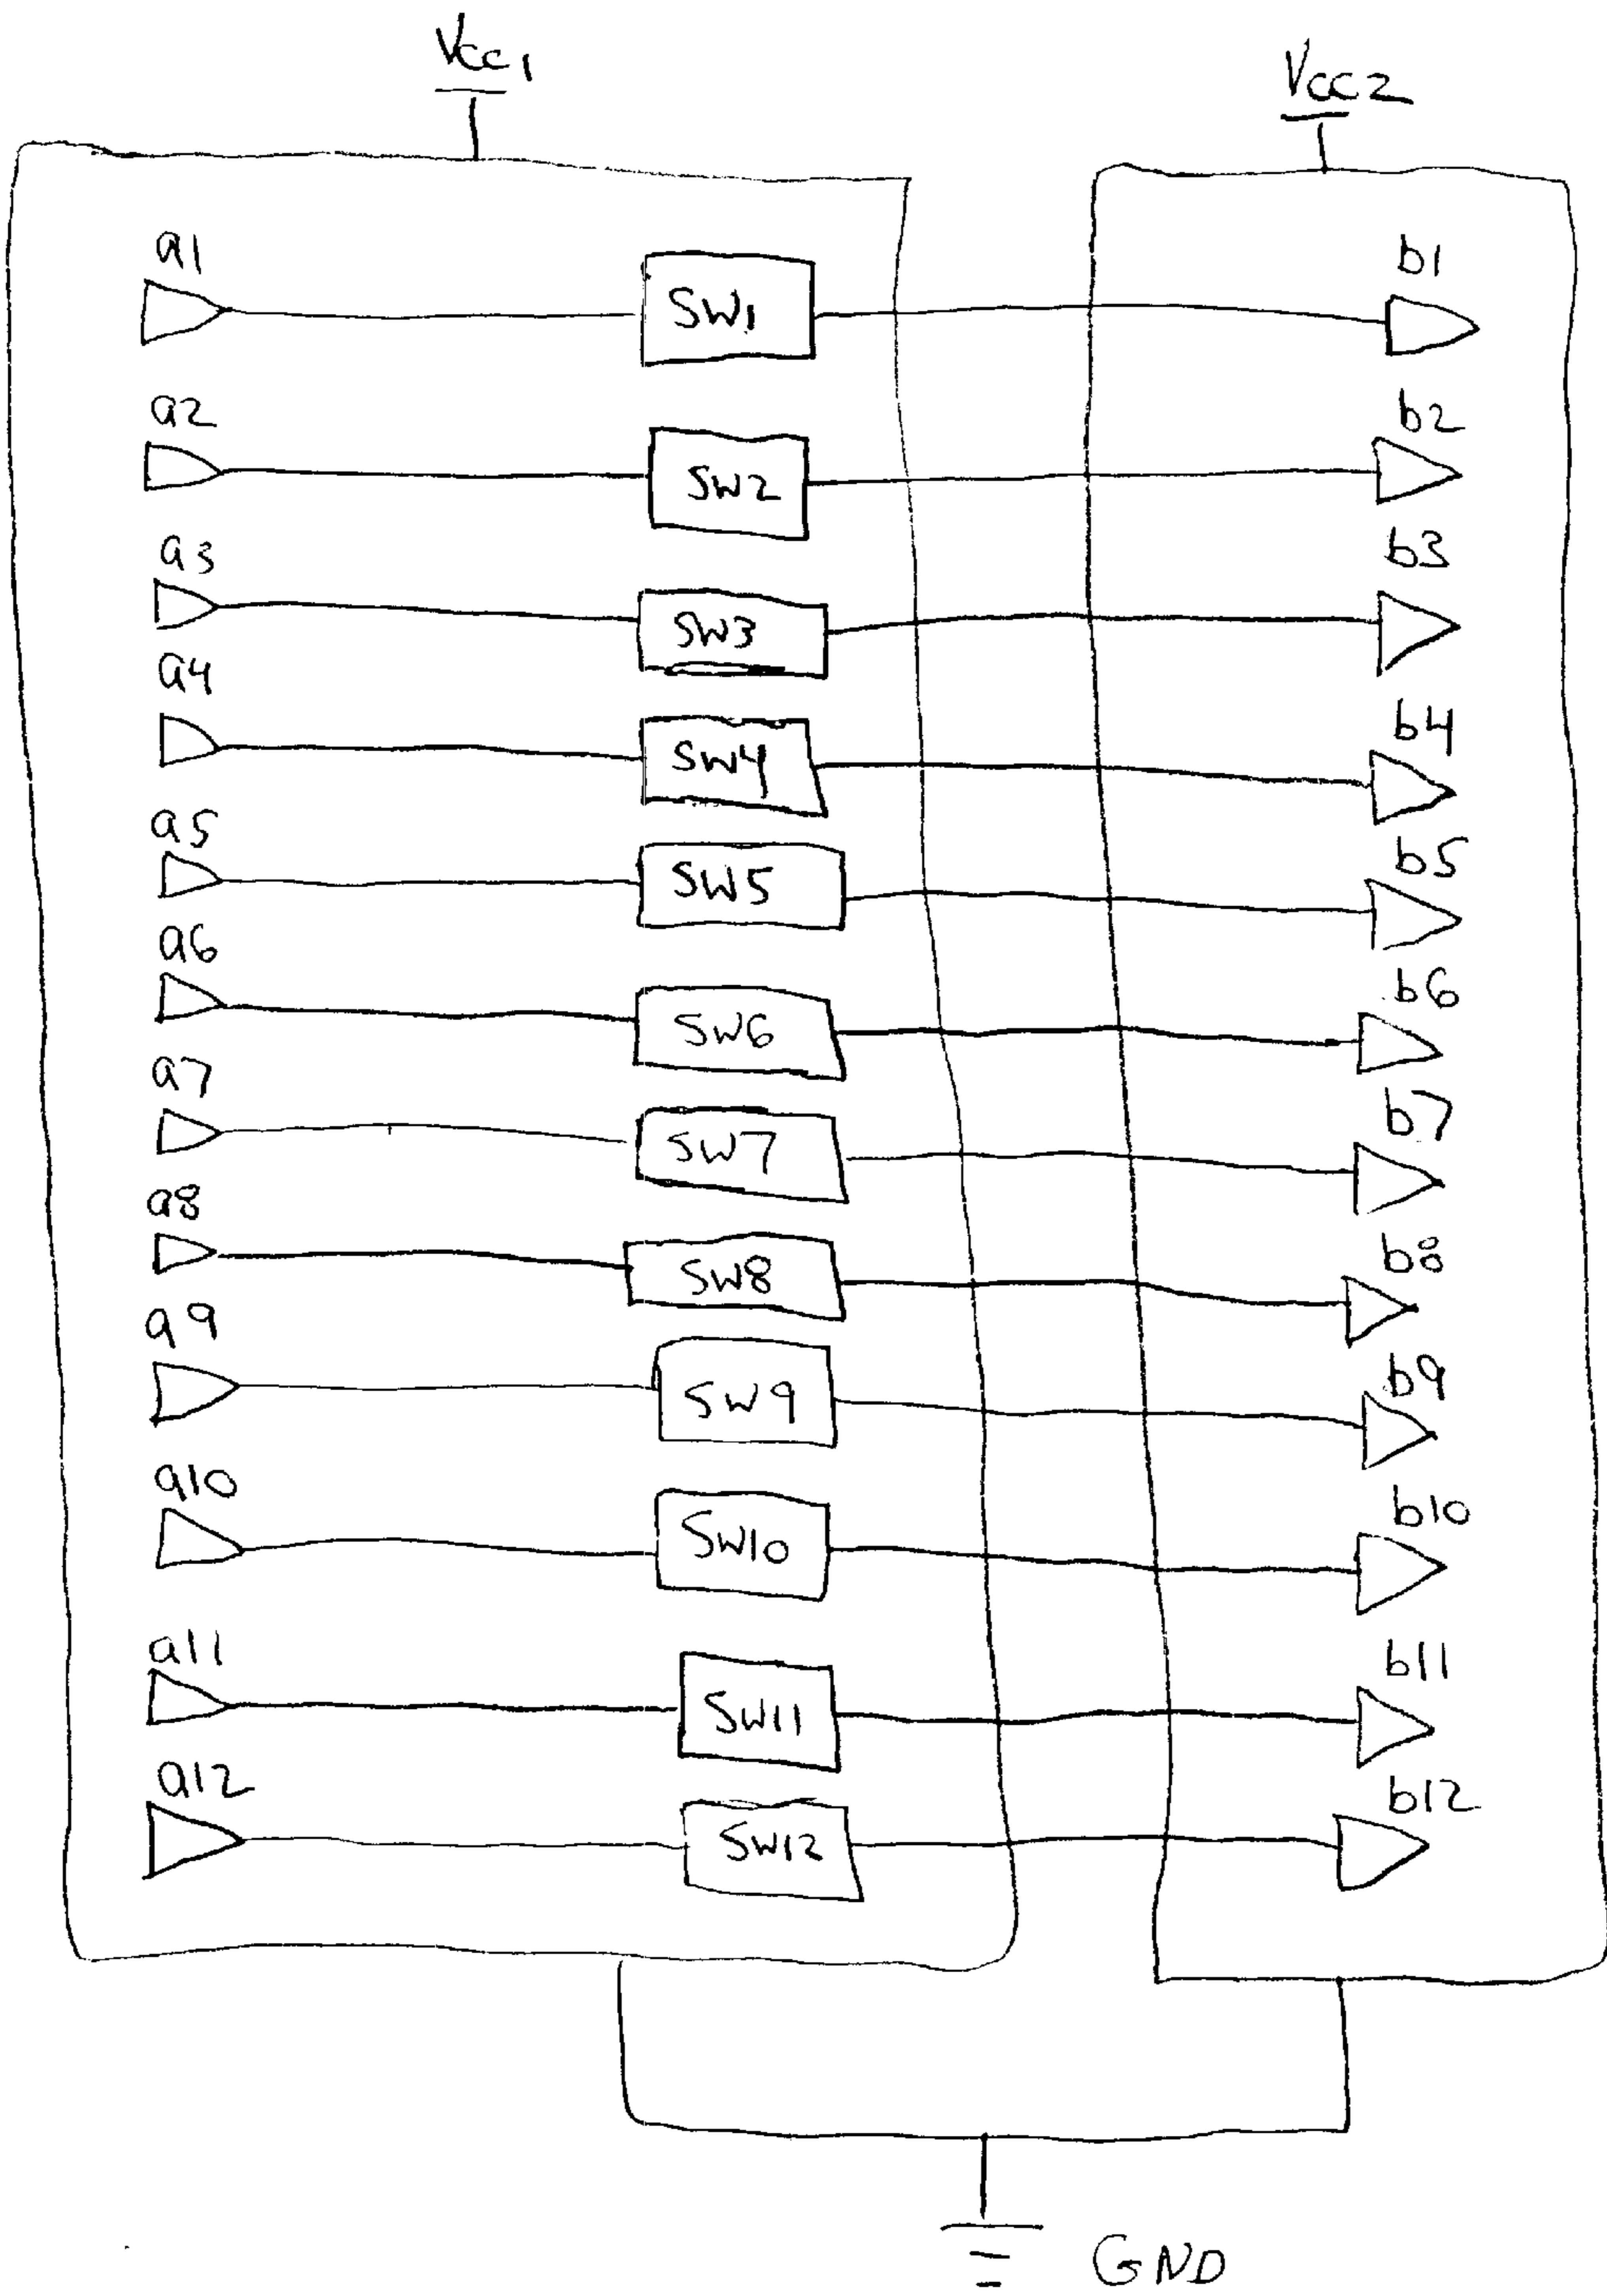 Vcc1 Vcc2
a1 SW1 b1
a2 SW2 b2
a3 SW3 b3
a4 SW4 b4
a5 SW5 b5
a6 SW6 b6
a7 SW7 b7
a8 SW8 b8
a9 SW9 b9
a10 SW10 b10
a11 SW11 b11
a12 SW12 b12
GND